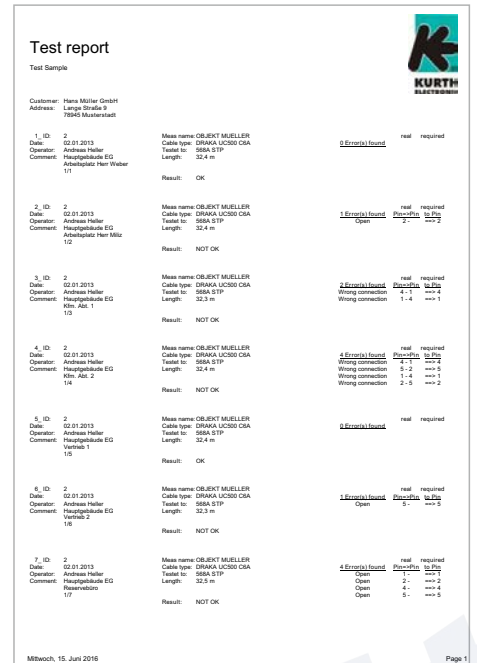 Test report
Test Sample
KURTH
ELECTRONIC
Customer: Hans Müller GmbH
Address: Lange Straße 9
78945 Musterstadt
1_ ID: 2 Meas name: OBJEKT MUELLER real required
Date: 02.01.2013 Cable type: DRAKA UC500 C6A 0 Error(s) found
Operator: Andreas Heller Testet to: 568A STP
Comment: Hauptgebäude EG Length: 32,4 m
Arbeitsplatz Herr Weber
1/1 Result: OK
2_ ID: 2 Meas name: OBJEKT MUELLER real required
Date: 02.01.2013 Cable type: DRAKA UC500 C6A 1 Error(s) found Pin=>Pin to Pin
Operator: Andreas Heller Testet to: 568A STP Open 2 - ==> 2
Comment: Hauptgebäude EG Length: 32,4 m
Arbeitsplatz Herr Miliz
1/2 Result: NOT OK
3_ ID: 2 Meas name: OBJEKT MUELLER real required
Date: 02.01.2013 Cable type: DRAKA UC500 C6A 2 Error(s) found Pin=>Pin to Pin
Operator: Andreas Heller Testet to: 568A STP Wrong connection 4 - 1 ==> 4
Comment: Hauptgebäude EG Length: 32,3 m Wrong connection 1 - 4 ==> 1
Kfm. Abt. 1
1/3 Result: NOT OK
4_ ID: 2 Meas name: OBJEKT MUELLER real required
Date: 02.01.2013 Cable type: DRAKA UC500 C6A 4 Error(s) found Pin=>Pin to Pin
Operator: Andreas Heller Testet to: 568A STP Wrong connection 4 - 1 ==> 4
Comment: Hauptgebäude EG Length: 32,4 m Wrong connection 5 - 2 ==> 5
Kfm. Abt. 2 Wrong connection 1 - 4 ==> 1
1/4 Result: NOT OK Wrong connection 2 - 5 ==> 2
5_ ID: 2 Meas name: OBJEKT MUELLER real required
Date: 02.01.2013 Cable type: DRAKA UC500 C6A 0 Error(s) found
Operator: Andreas Heller Testet to: 568A STP
Comment: Hauptgebäude EG Length: 32,4 m
Vertrieb 1
1/5 Result: OK
6_ ID: 2 Meas name: OBJEKT MUELLER real required
Date: 02.01.2013 Cable type: DRAKA UC500 C6A 1 Error(s) found Pin=>Pin to Pin
Operator: Andreas Heller Testet to: 568A STP Open 5 - ==> 5
Comment: Hauptgebäude EG Length: 32,3 m
Vertrieb 2
1/6 Result: NOT OK
7_ ID: 2 Meas name: OBJEKT MUELLER real required
Date: 02.01.2013 Cable type: DRAKA UC500 C6A 4 Error(s) found Pin=>Pin to Pin
Operator: Andreas Heller Testet to: 568A STP Open 1 - ==> 1
Comment: Hauptgebäude EG Length: 32,5 m Open 2 - ==> 2
Reservebüro Open 4 - ==> 4
1/7 Result: NOT OK Open 5 - ==> 5
Mittwoch, 15. Juni 2016 Page 1